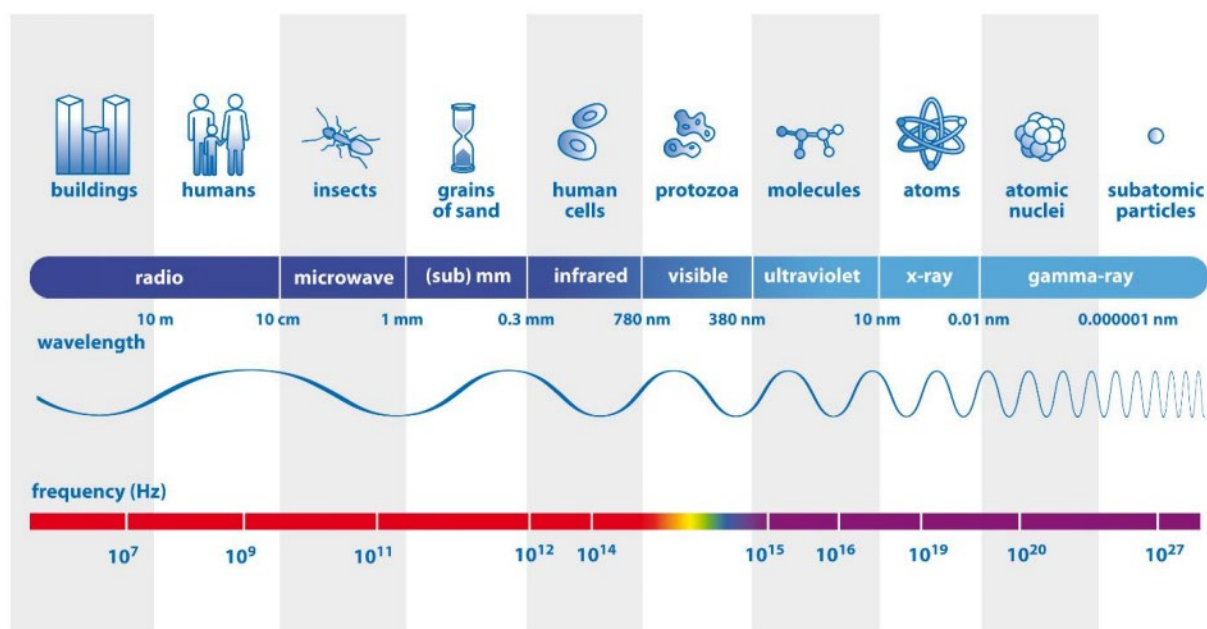 buildings
humans
insects
grains
of sand
human
cells
protozoa
molecules
atoms
atomic
nuclei
subatomic
particles
radio
microwave
(sub) mm
infrared
visible
ultraviolet
x-ray
gamma-ray
10 m
10 cm
1 mm
0.3 mm
780 nm
380 nm
10 nm
0.01 nm
0.000001 nm
wavelength
frequency (Hz)
10⁷
10⁹
10¹¹
10¹²
10¹⁴
10¹⁵
10¹⁶
10¹⁹
10²⁰
10²⁷